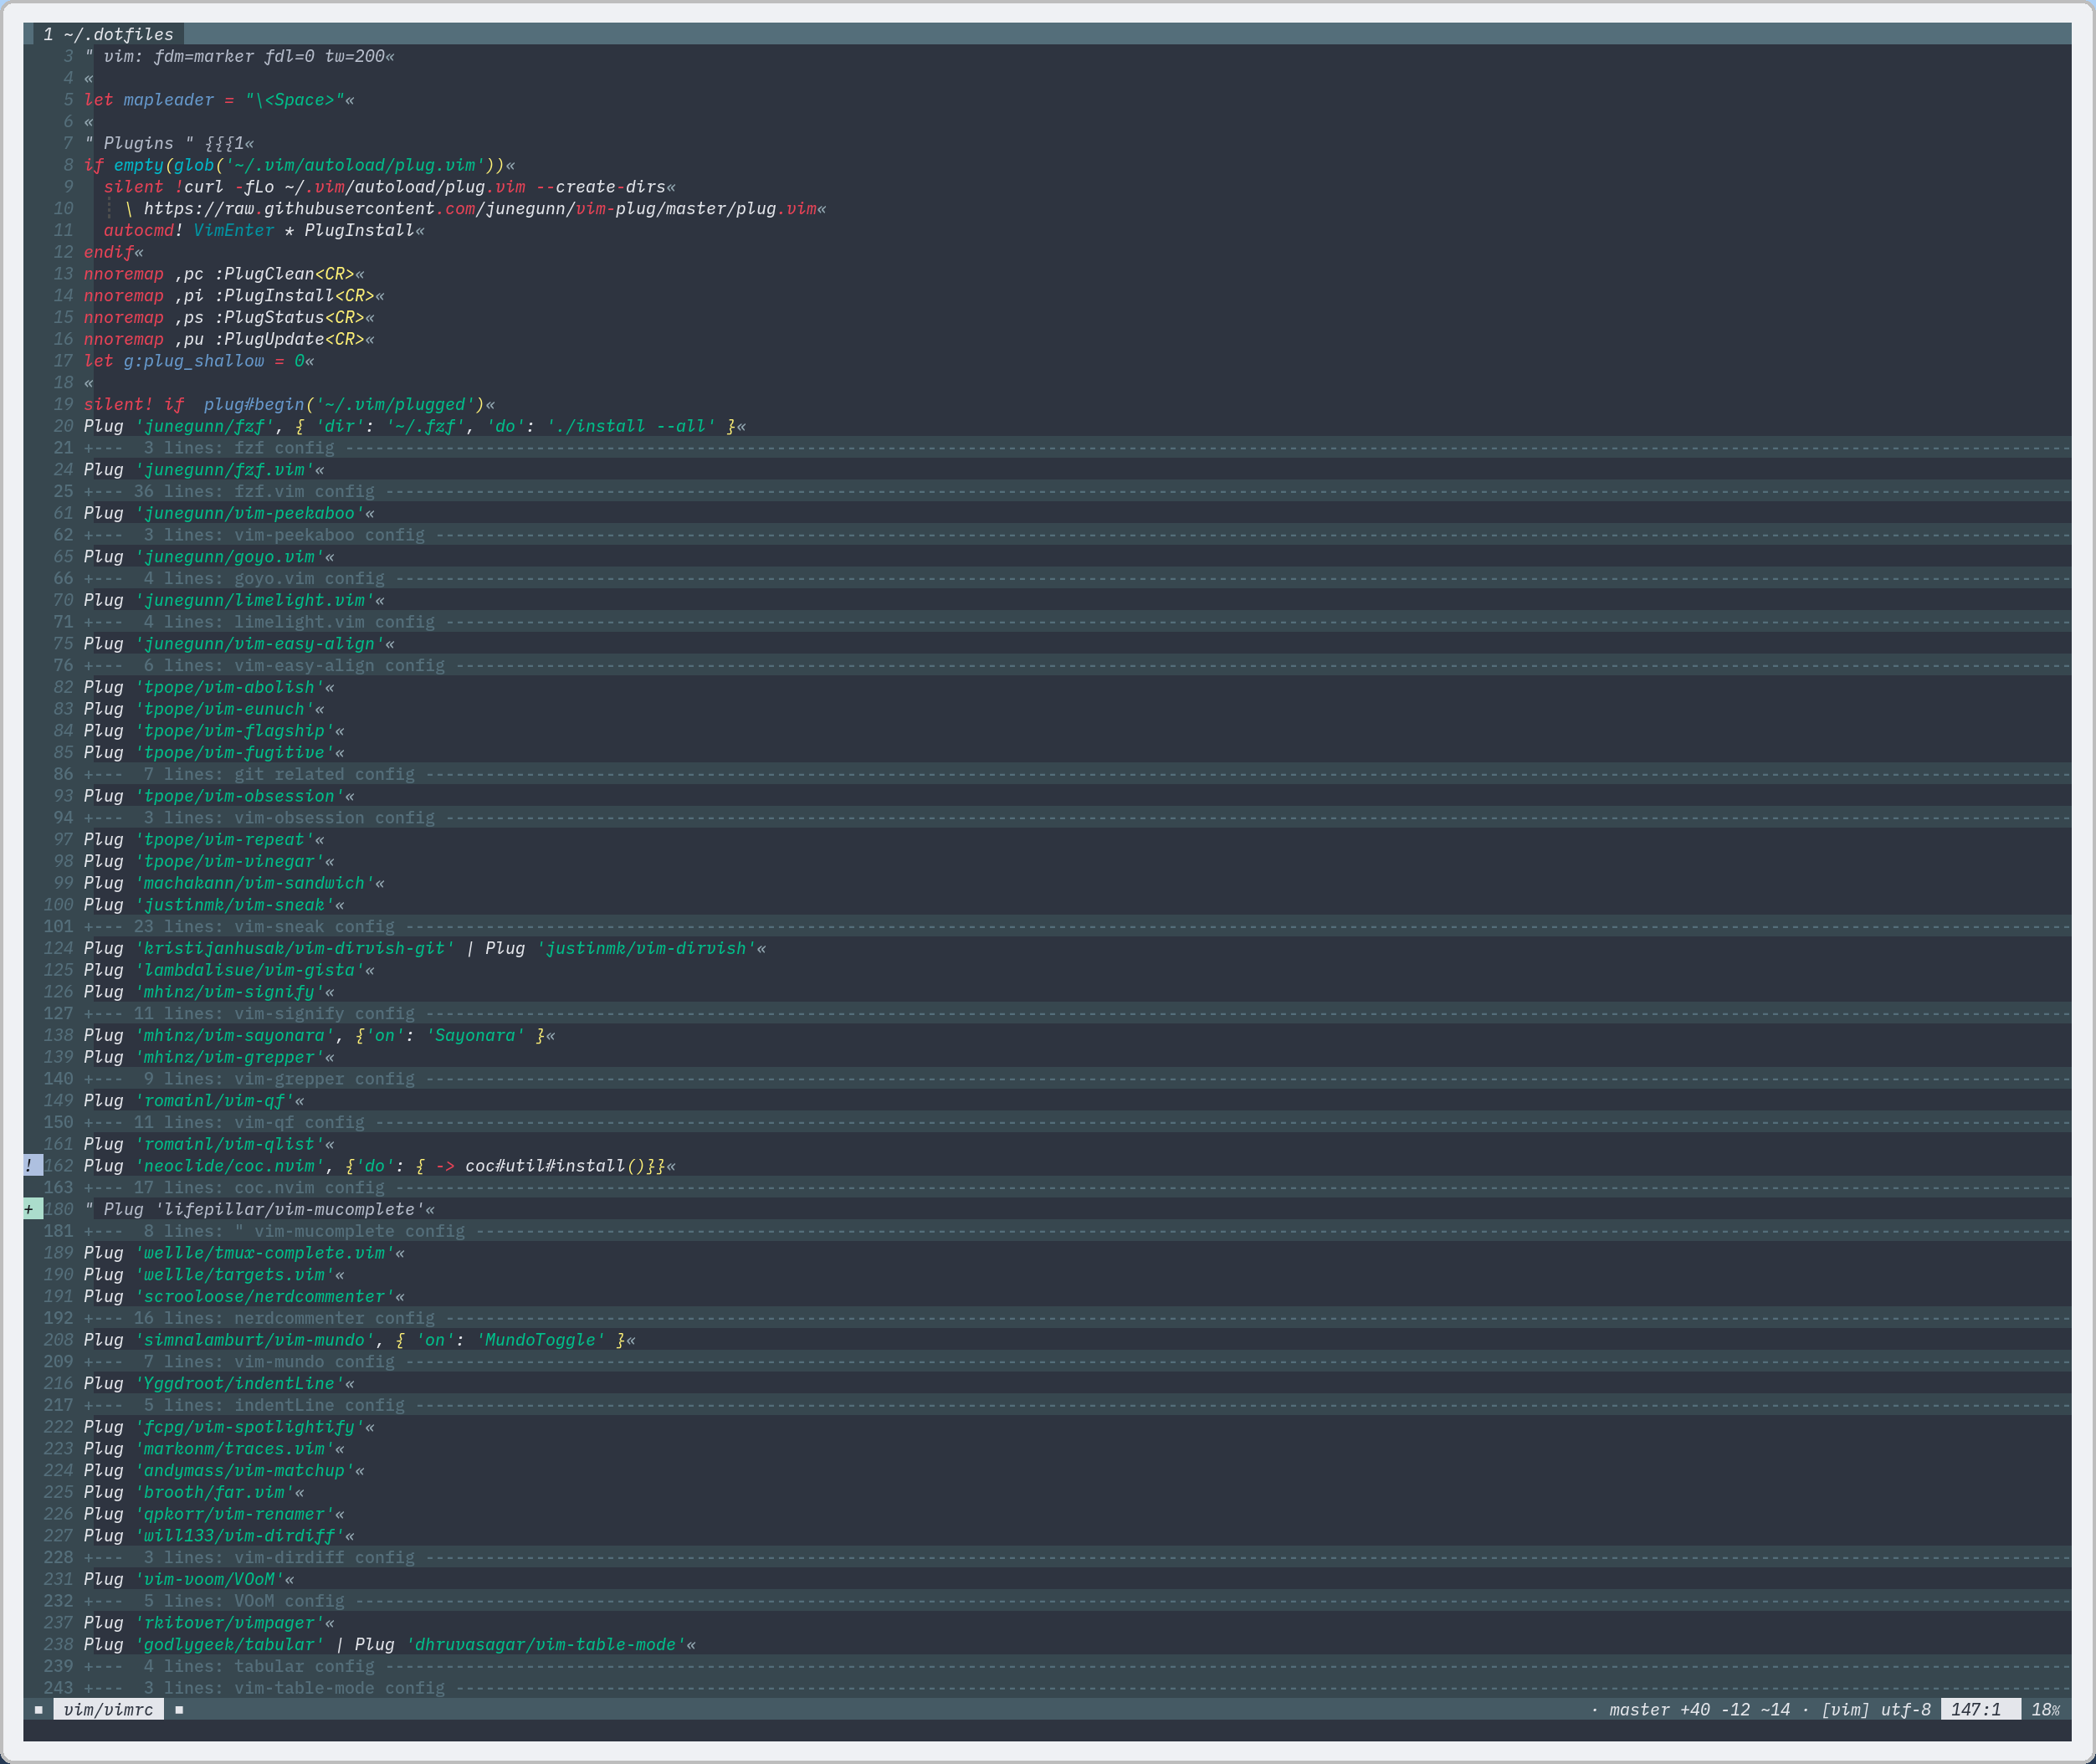 1 ~/.dotfiles
3 " vim: fdm=marker fdl=0 tw=200«
4 «
5 let mapleader = "\<Space>"«
6 «
7 " Plugins " {{{1«
8 if empty(glob('~/.vim/autoload/plug.vim'))«
9   silent !curl -fLo ~/.vim/autoload/plug.vim --create-dirs«
10   ¦ \ https://raw.githubusercontent.com/junegunn/vim-plug/master/plug.vim«
11   autocmd! VimEnter * PlugInstall«
12 endif«
13 nnoremap ,pc :PlugClean<CR>«
14 nnoremap ,pi :PlugInstall<CR>«
15 nnoremap ,ps :PlugStatus<CR>«
16 nnoremap ,pu :PlugUpdate<CR>«
17 let g:plug_shallow = 0«
18 «
19 silent! if  plug#begin('~/.vim/plugged')«
20 Plug 'junegunn/fzf', { 'dir': '~/.fzf', 'do': './install --all' }«
21 +---  3 lines: fzf config ---
24 Plug 'junegunn/fzf.vim'«
25 +--- 36 lines: fzf.vim config ---
61 Plug 'junegunn/vim-peekaboo'«
62 +---  3 lines: vim-peekaboo config ---
65 Plug 'junegunn/goyo.vim'«
66 +---  4 lines: goyo.vim config ---
70 Plug 'junegunn/limelight.vim'«
71 +---  4 lines: limelight.vim config ---
75 Plug 'junegunn/vim-easy-align'«
76 +---  6 lines: vim-easy-align config ---
82 Plug 'tpope/vim-abolish'«
83 Plug 'tpope/vim-eunuch'«
84 Plug 'tpope/vim-flagship'«
85 Plug 'tpope/vim-fugitive'«
86 +---  7 lines: git related config ---
93 Plug 'tpope/vim-obsession'«
94 +---  3 lines: vim-obsession config ---
97 Plug 'tpope/vim-repeat'«
98 Plug 'tpope/vim-vinegar'«
99 Plug 'machakann/vim-sandwich'«
100 Plug 'justinmk/vim-sneak'«
101 +--- 23 lines: vim-sneak config ---
124 Plug 'kristijanhusak/vim-dirvish-git' | Plug 'justinmk/vim-dirvish'«
125 Plug 'lambdalisue/vim-gista'«
126 Plug 'mhinz/vim-signify'«
127 +--- 11 lines: vim-signify config ---
138 Plug 'mhinz/vim-sayonara', {'on': 'Sayonara' }«
139 Plug 'mhinz/vim-grepper'«
140 +---  9 lines: vim-grepper config ---
149 Plug 'romainl/vim-qf'«
150 +--- 11 lines: vim-qf config ---
161 Plug 'romainl/vim-qlist'«
! 162 Plug 'neoclide/coc.nvim', {'do': { -> coc#util#install()}}«
163 +--- 17 lines: coc.nvim config ---
+ 180 " Plug 'lifepillar/vim-mucomplete'«
181 +---  8 lines: " vim-mucomplete config ---
189 Plug 'wellle/tmux-complete.vim'«
190 Plug 'wellle/targets.vim'«
191 Plug 'scrooloose/nerdcommenter'«
192 +--- 16 lines: nerdcommenter config ---
208 Plug 'simnalamburt/vim-mundo', { 'on': 'MundoToggle' }«
209 +---  7 lines: vim-mundo config ---
216 Plug 'Yggdroot/indentLine'«
217 +---  5 lines: indentLine config ---
222 Plug 'fcpg/vim-spotlightify'«
223 Plug 'markonm/traces.vim'«
224 Plug 'andymass/vim-matchup'«
225 Plug 'brooth/far.vim'«
226 Plug 'qpkorr/vim-renamer'«
227 Plug 'will133/vim-dirdiff'«
228 +---  3 lines: vim-dirdiff config ---
231 Plug 'vim-voom/VOoM'«
232 +---  5 lines: VOoM config ---
237 Plug 'rkitover/vimpager'«
238 Plug 'godlygeek/tabular' | Plug 'dhruvasagar/vim-table-mode'«
239 +---  4 lines: tabular config ---
243 +---  3 lines: vim-table-mode config ---
■ vim/vimrc ■ · master +40 -12 ~14 · [vim] utf-8 147:1 18%